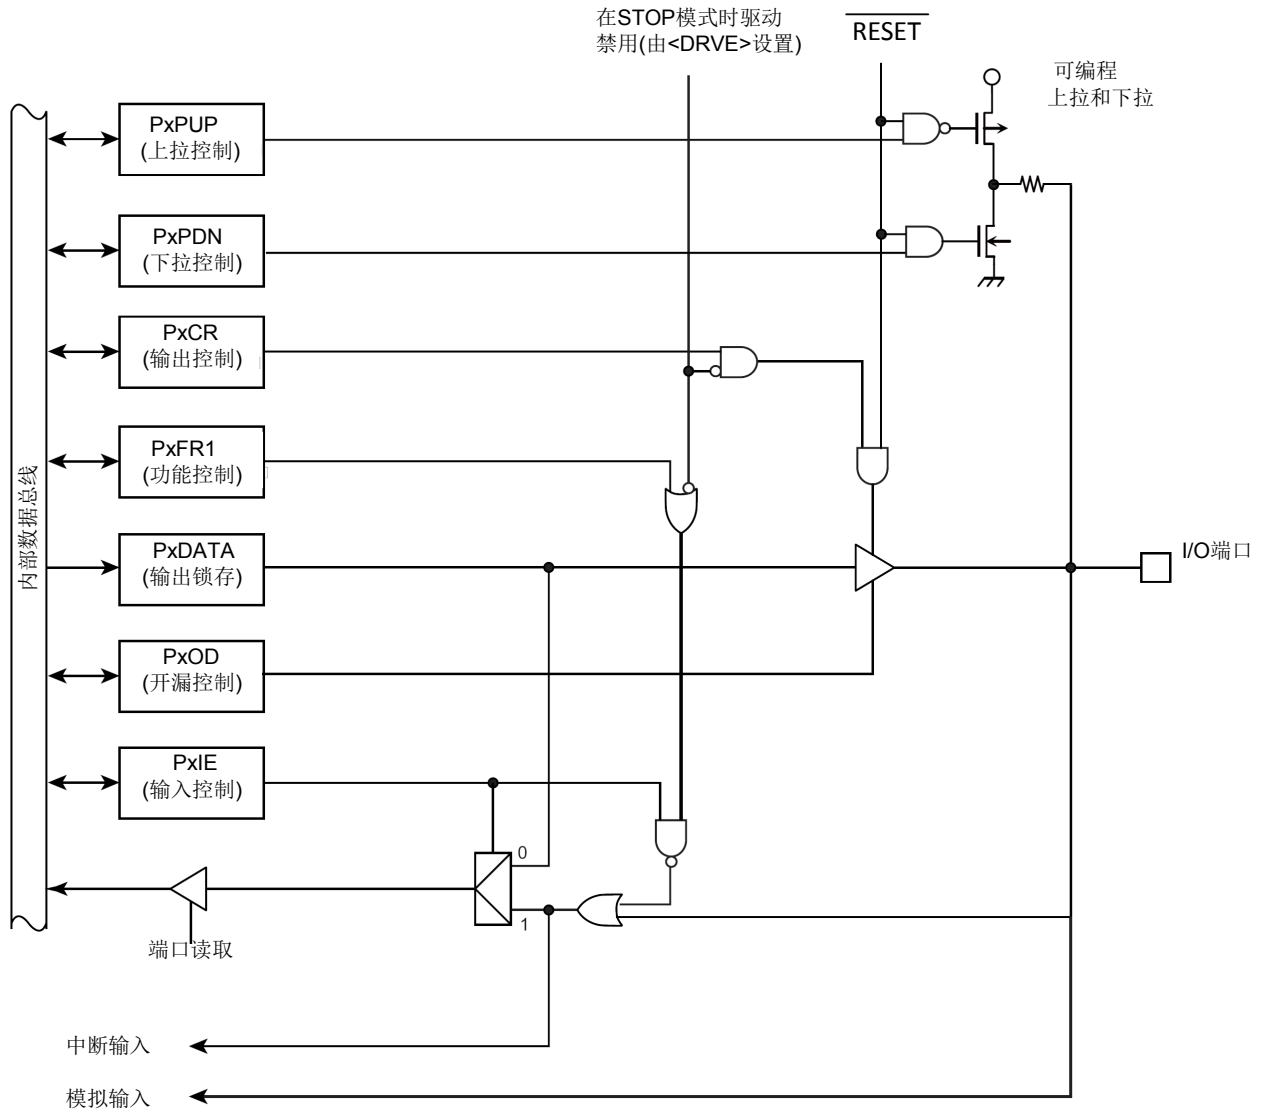 在STOP模式时驱动
禁用(由<DRVE>设置)
RESET
可编程
上拉和下拉
PxPUP
(上拉控制)
PxPDN
(下拉控制)
PxCR
(输出控制)
PxFR1
(功能控制)
内部数据总线
PxDATA
(输出锁存)
I/O端口
PxOD
(开漏控制)
PxIE
(输入控制)
0
1
端口读取
中断输入
模拟输入